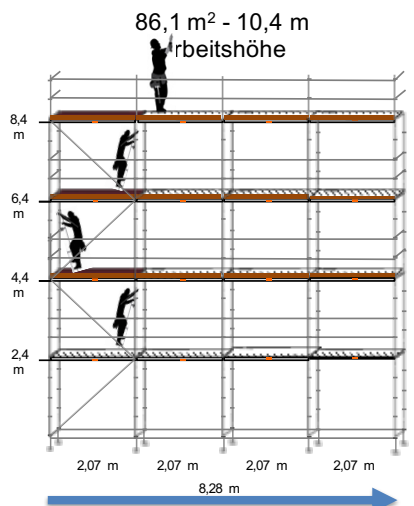 86,1 m² - 10,4 m
rbeitshöhe
8,4
m
6,4
m
4,4
m
2,4
m
2,07 m 2,07 m 2,07 m 2,07 m
8,28 m